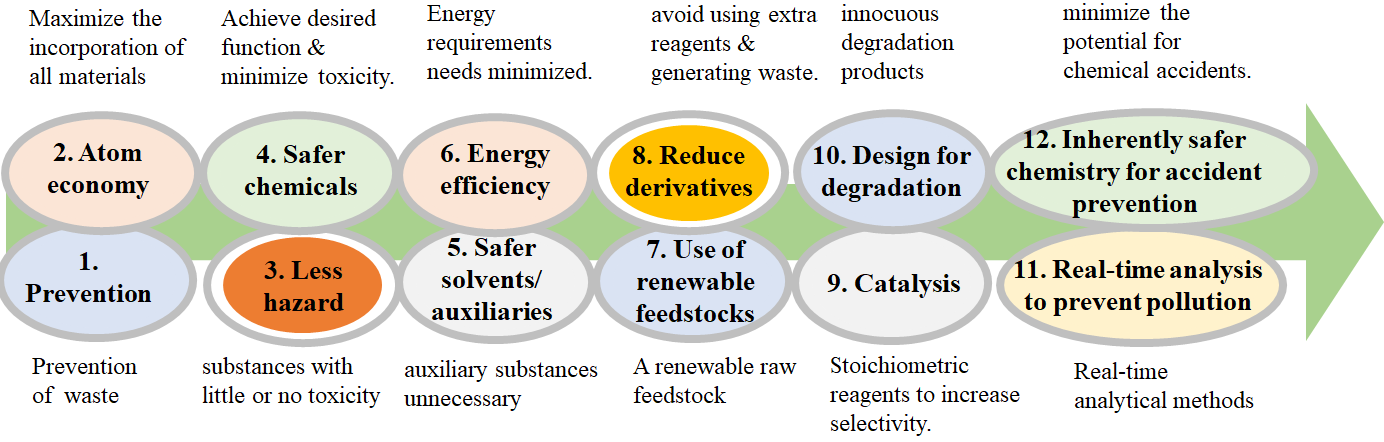 Maximize the
incorporation of
all materials
Achieve desired
function &
minimize toxicity.
Energy
requirements
needs minimized.
avoid using extra
reagents &
generating waste.
innocuous
degradation
products
minimize the
potential for
chemical accidents.
2. Atom
economy
4. Safer
chemicals
6. Energy
efficiency
8. Reduce
derivatives
10. Design for
degradation
12. Inherently safer
chemistry for accident
prevention
1.
Prevention
3. Less
hazard
5. Safer
solvents/
auxiliaries
7. Use of
renewable
feedstocks
9. Catalysis
11. Real-time analysis
to prevent pollution
Prevention
of waste
substances with
little or no toxicity
auxiliary substances
unnecessary
A renewable raw
feedstock
Stoichiometric
reagents to increase
selectivity.
Real-time
analytical methods